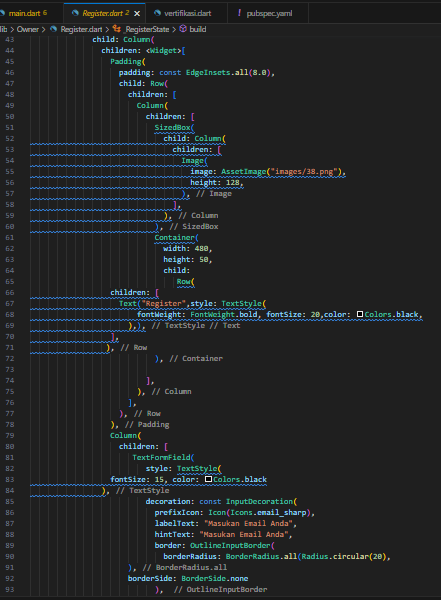 main.dart 6 Register.dart 2 × vertifikasi.dart ! pubspec.yaml
lib > Owner > Register.dart > _RegisterState > build
43 child: Column(
44 children: <Widget>[
45 Padding(
46 padding: const EdgeInsets.all(8.0),
47 child: Row(
48 children: [
49 Column(
50 children: [
51 SizedBox(
52 child: Column(
53 children: [
54 Image(
55 image: AssetImage("images/38.png"),
56 height: 128,
57 ), // Image
58 ],
59 ), // Column
60 ), // SizedBox
61 Container(
62 width: 480,
63 height: 50,
64 child:
65 Row(
66 children: [
67 Text("Register",style: TextStyle(
68 fontWeight: FontWeight.bold, fontSize: 20,color: Colors.black,
69 ),), // TextStyle // Text
70 ],
71 ), // Row
72 ), // Container
73
74 ],
75 ), // Column
76 ],
77 ), // Row
78 ), // Padding
79 Column(
80 children: [
81 TextFormField(
82 style: TextStyle(
83 fontSize: 15, color: Colors.black
84 ), // TextStyle
85 decoration: const InputDecoration(
86 prefixIcon: Icon(Icons.email_sharp),
87 labelText: "Masukan Email Anda",
88 hintText: "Masukan Email Anda",
89 border: OutlineInputBorder(
90 borderRadius: BorderRadius.all(Radius.circular(20),
91 ), // BorderRadius.all
92 borderSide: BorderSide.none
93 ), // OutlineInputBorder